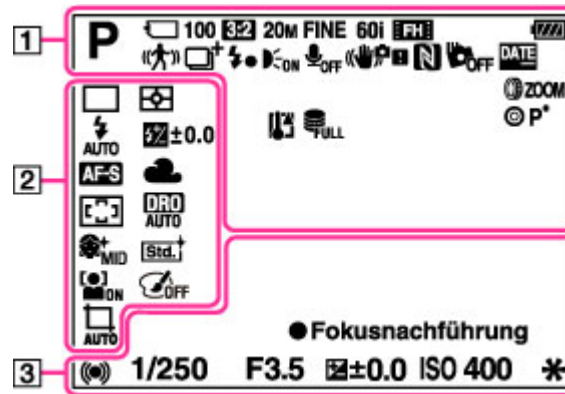 1
P 100 3:2 20M FINE 60i FHI
ON OFF N OFF DATE
ZOOM
© P*
FULL
2
AUTO ±0.0
AF-S
DRO
AUTO
MID Std.
ON OFF
AUTO
●Fokusnachführung
3
1/250 F3.5 ±0.0 ISO 400 *